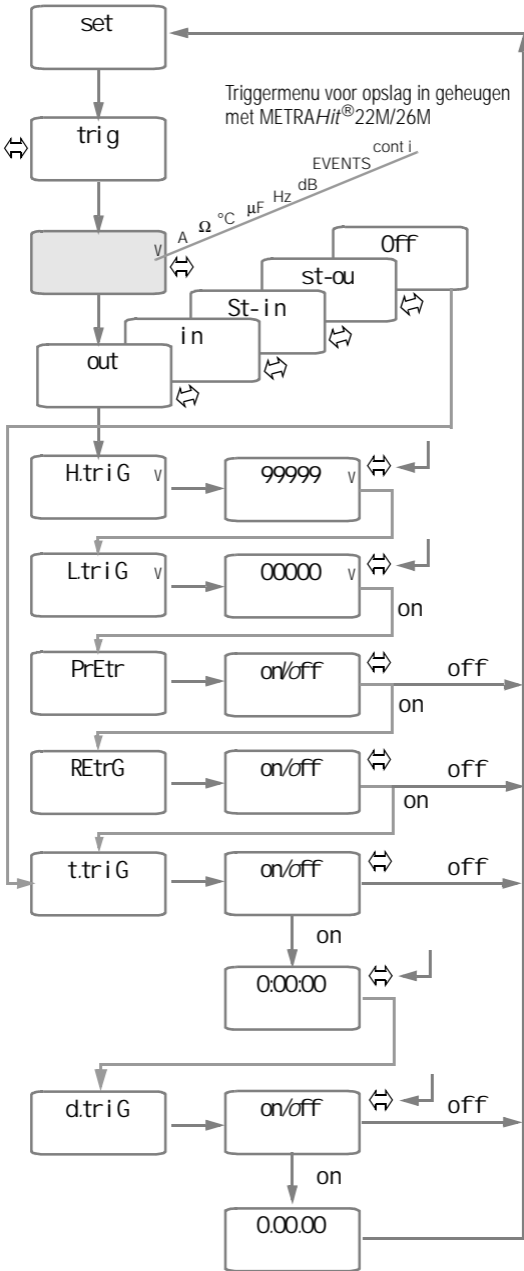 set
Triggermenu voor opslag in geheugen
met METRAHit®22M/26M
trig
V A Ω °C µF Hz dB EVENTS conti
Off
st-ou
St-in
in
out
H.triG V
99999 V
L.triG V
00000 V
on
PrEtr
on/off
off
on
REtrG
on/off
off
on
t.triG
on/off
off
on
0:00:00
d.triG
on/off
off
on
0.00.00